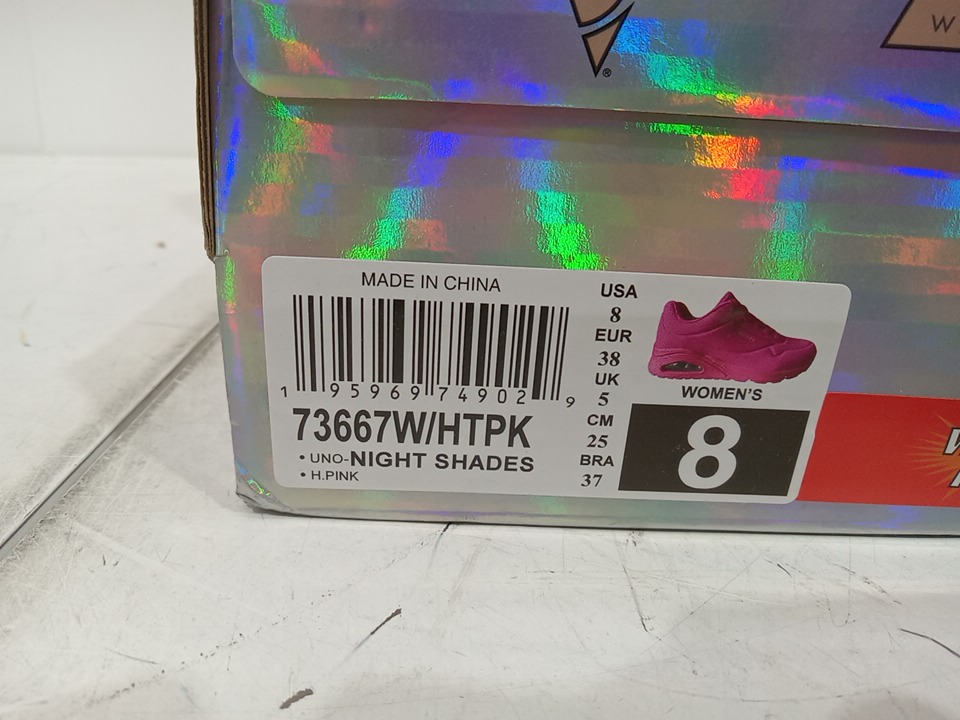 ®
MADE IN CHINA
1 95969 74902 9
73667W/HTPK
• UNO-NIGHT SHADES
• H.PINK
USA
8
EUR
38
UK
5
CM
25
BRA
37
WOMEN'S
8